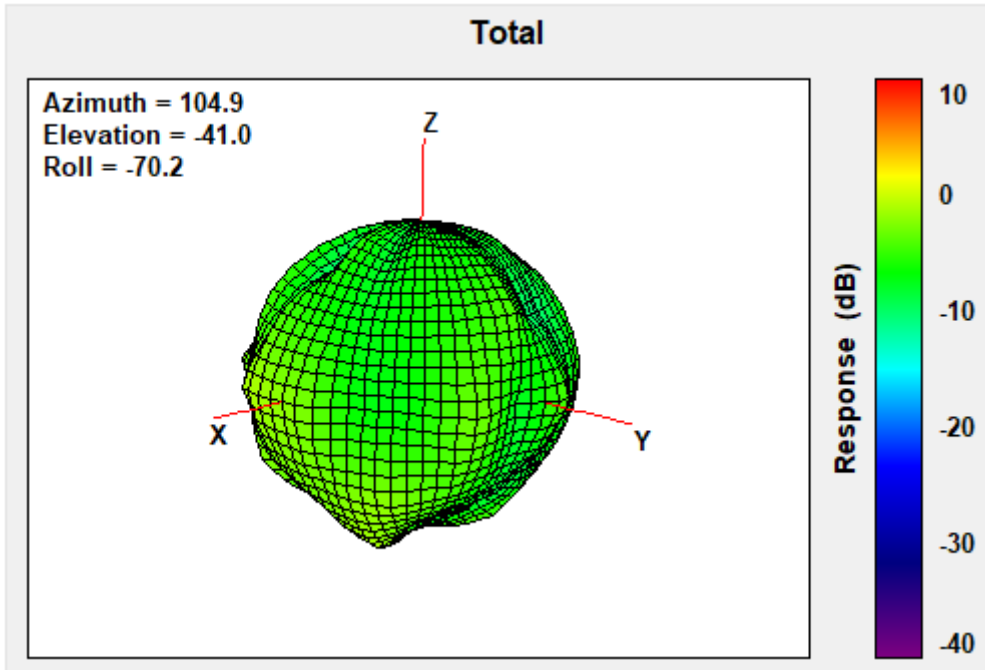 Total
Azimuth = 104.9
Elevation = -41.0
Roll = -70.2
Z
X
Y
10
0
-10
-20
-30
-40
Response (dB)